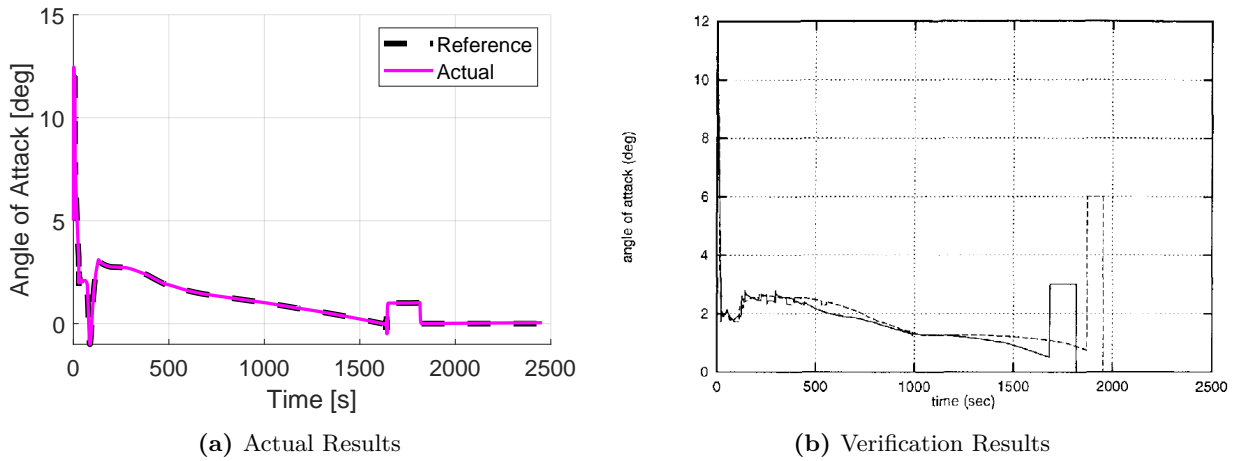 15
10
5
0
Angle of Attack [deg]
Reference
Actual
0 500 1000 1500 2000 2500
Time [s]
(a) Actual Results
12
10
8
6
4
2
0
angle of attack (deg)
0 500 1000 1500 2000 2500
time (sec)
(b) Verification Results